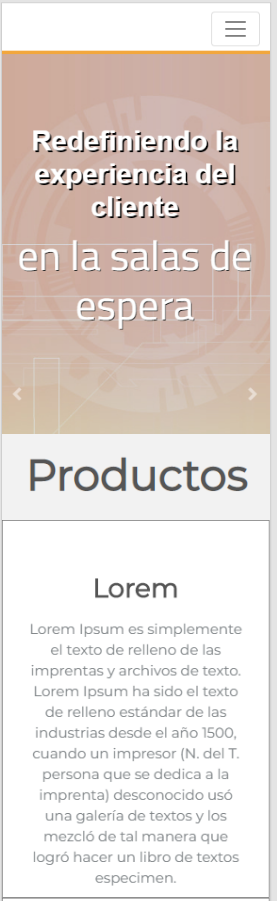 Redefiniendo la
experiencia del
cliente
en la salas de
espera
Productos
Lorem
Lorem Ipsum es simplemente
el texto de relleno de las
imprentas y archivos de texto.
Lorem Ipsum ha sido el texto
de relleno estándar de las
industrias desde el año 1500,
cuando un impresor (N. del T.
persona que se dedica a la
imprenta) desconocido usó
una galería de textos y los
mezcló de tal manera que
logró hacer un libro de textos
especimen.